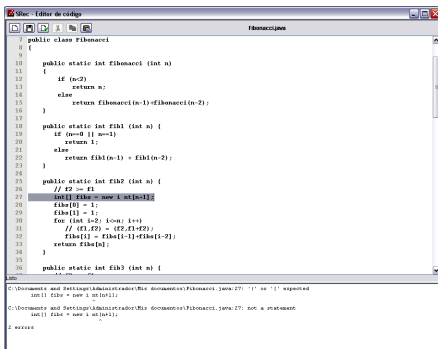 SRec - Editor de código
Fibonacci.java
7 public class Fibonacci
8 {
9
10 public static int fibonacci (int n)
11 {
12 if (n<2)
13 return n;
14 else
15 return fibonacci(n-1)+fibonacci(n-2);
16 }
17
18 public static int fib1 (int n) {
19 if (n==0 || n==1)
20 return 1;
21 else
22 return fib1(n-1) + fib1(n-2);
23 }
24
25 public static int fib2 (int n) {
26 // f2 >= f1
27 int[] fibs = new i nt[n+1];
28 fibs[0] = 1;
29 fibs[1] = 1;
30 for (int i=2; i<=n; i++)
31 // (f1,f2) = (f2,f1+f2);
32 fibs[i] = fibs[i-1]+fibs[i-2];
33 return fibs[n];
34 }
35
36 public static int fib3 (int n) {
Listo
C:\Documents and Settings\Administrador\Mis documentos\Fibonacci.java:27: '(' or '[' expected
int[] fibs = new i nt[n+1];
^
C:\Documents and Settings\Administrador\Mis documentos\Fibonacci.java:27: not a statement
int[] fibs = new i nt[n+1];
^
2 errors